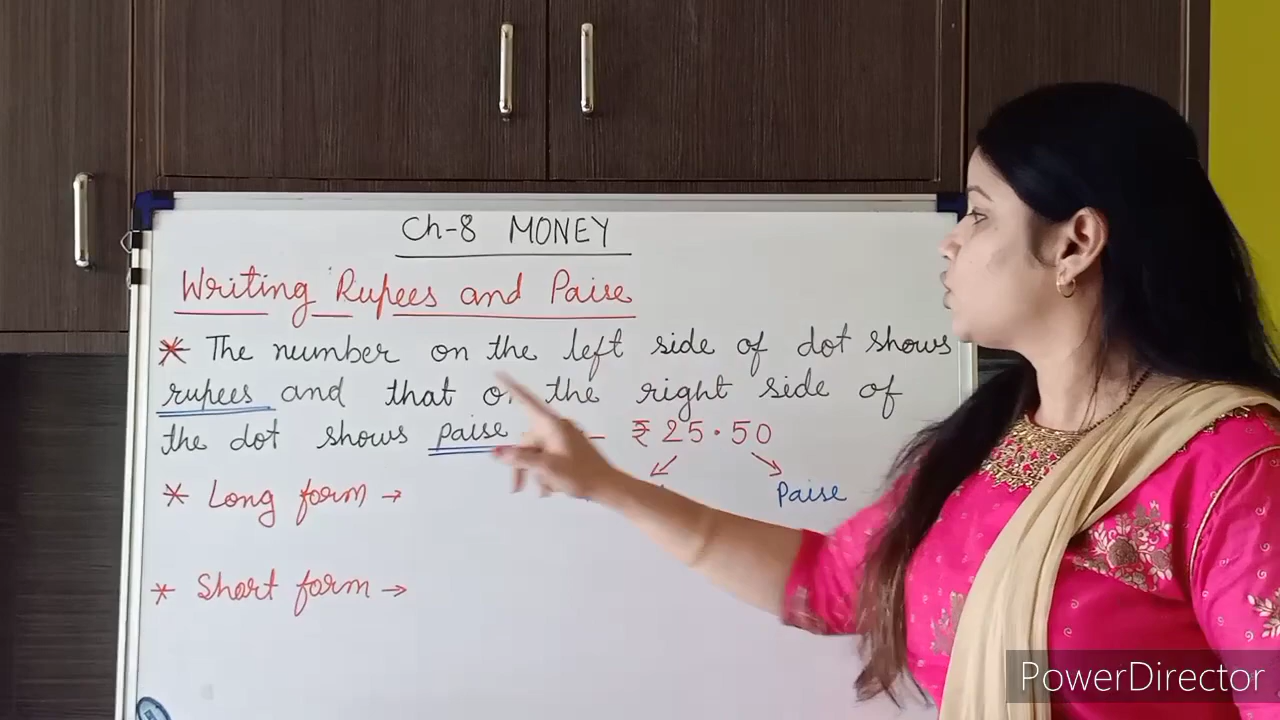 Ch-8 MONEY
Writing Rupees and Paise
* The number on the left side of dot shows
rupees and that on the right side of
the dot shows paise - ₹25.50
Paise
* Long form →
* Short form →
PowerDirector